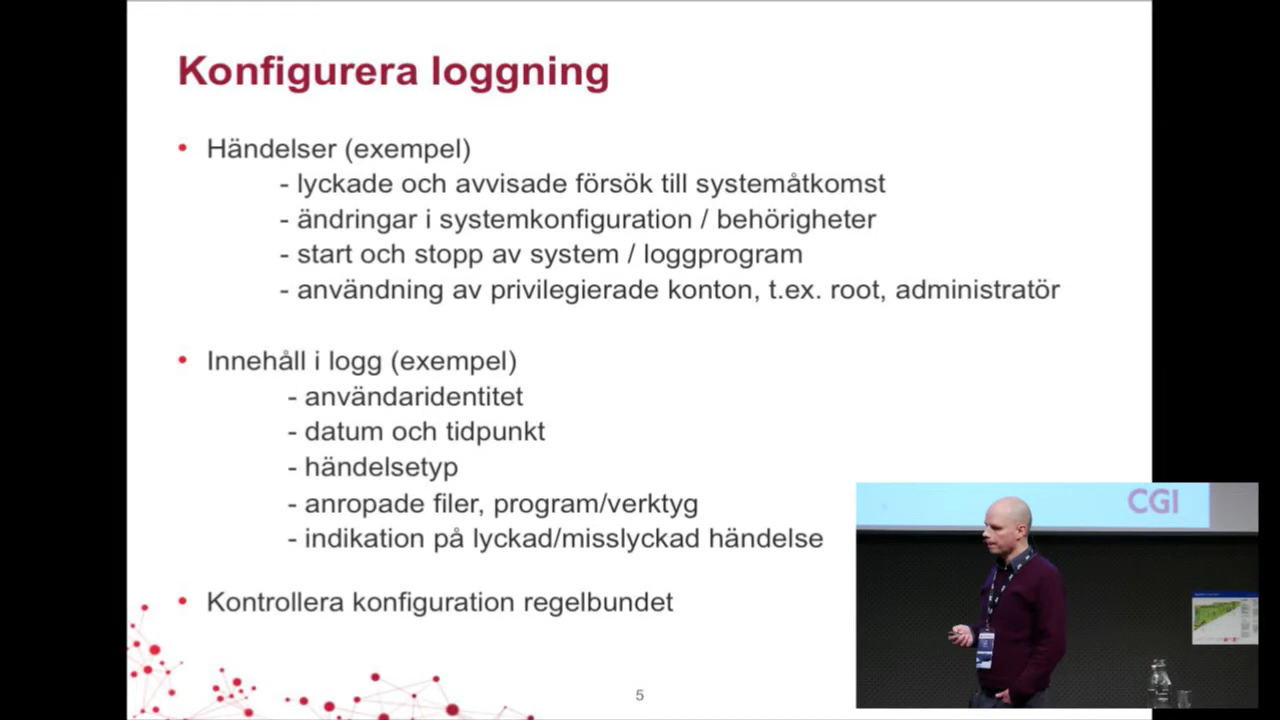 Konfigurera loggning
• Händelser (exempel)
- lyckade och avvisade försök till systemåtkomst
- ändringar i systemkonfiguration / behörigheter
- start och stopp av system / loggprogram
- användning av privilegierade konton, t.ex. root, administratör
• Innehåll i logg (exempel)
- användaridentitet
- datum och tidpunkt
- händelsetyp
- anropade filer, program/verktyg
- indikation på lyckad/misslyckad händelse
• Kontrollera konfiguration regelbundet
5
CGI